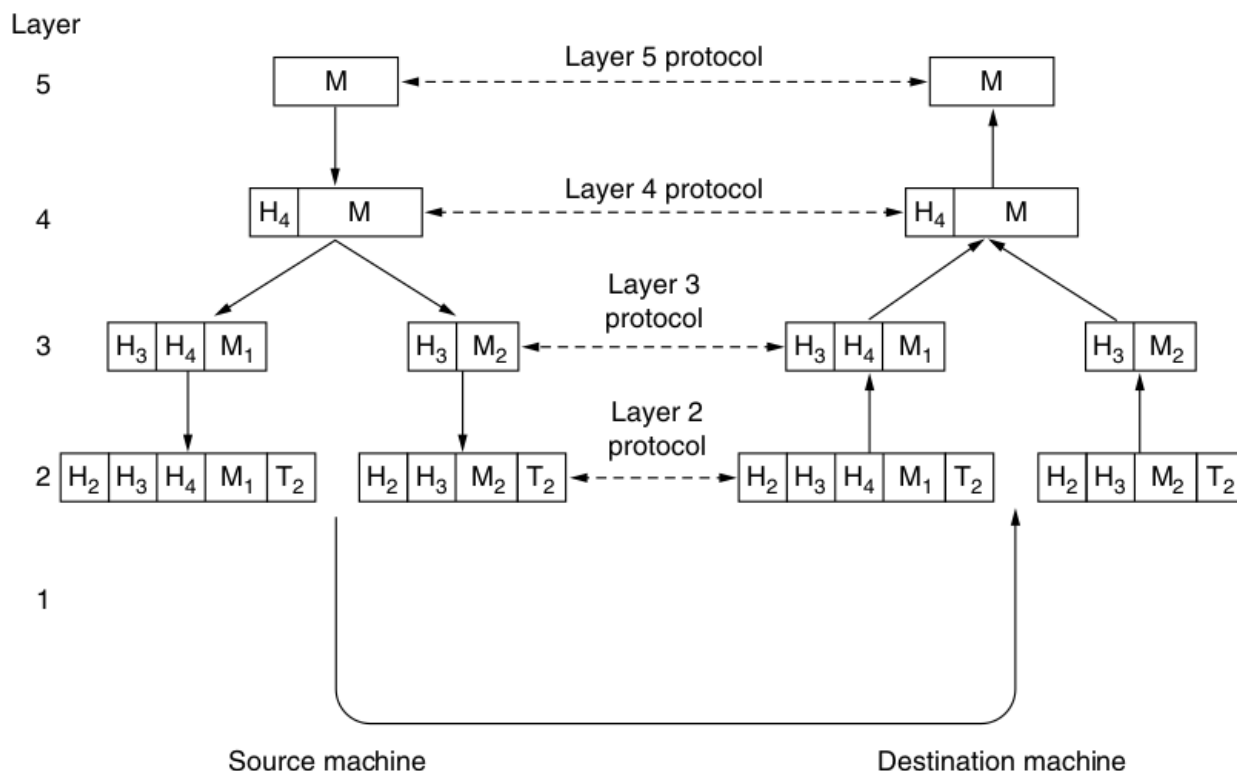 Layer
Layer 5 protocol
5 M M
Layer 4 protocol
4 H₄ M H₄ M
Layer 3
protocol
3 H₃ H₄ M₁ H₃ M₂ H₃ H₄ M₁ H₃ M₂
Layer 2
protocol
2 H₂ H₃ H₄ M₁ T₂ H₂ H₃ M₂ T₂ H₂ H₃ H₄ M₁ T₂ H₂ H₃ M₂ T₂
1
Source machine Destination machine